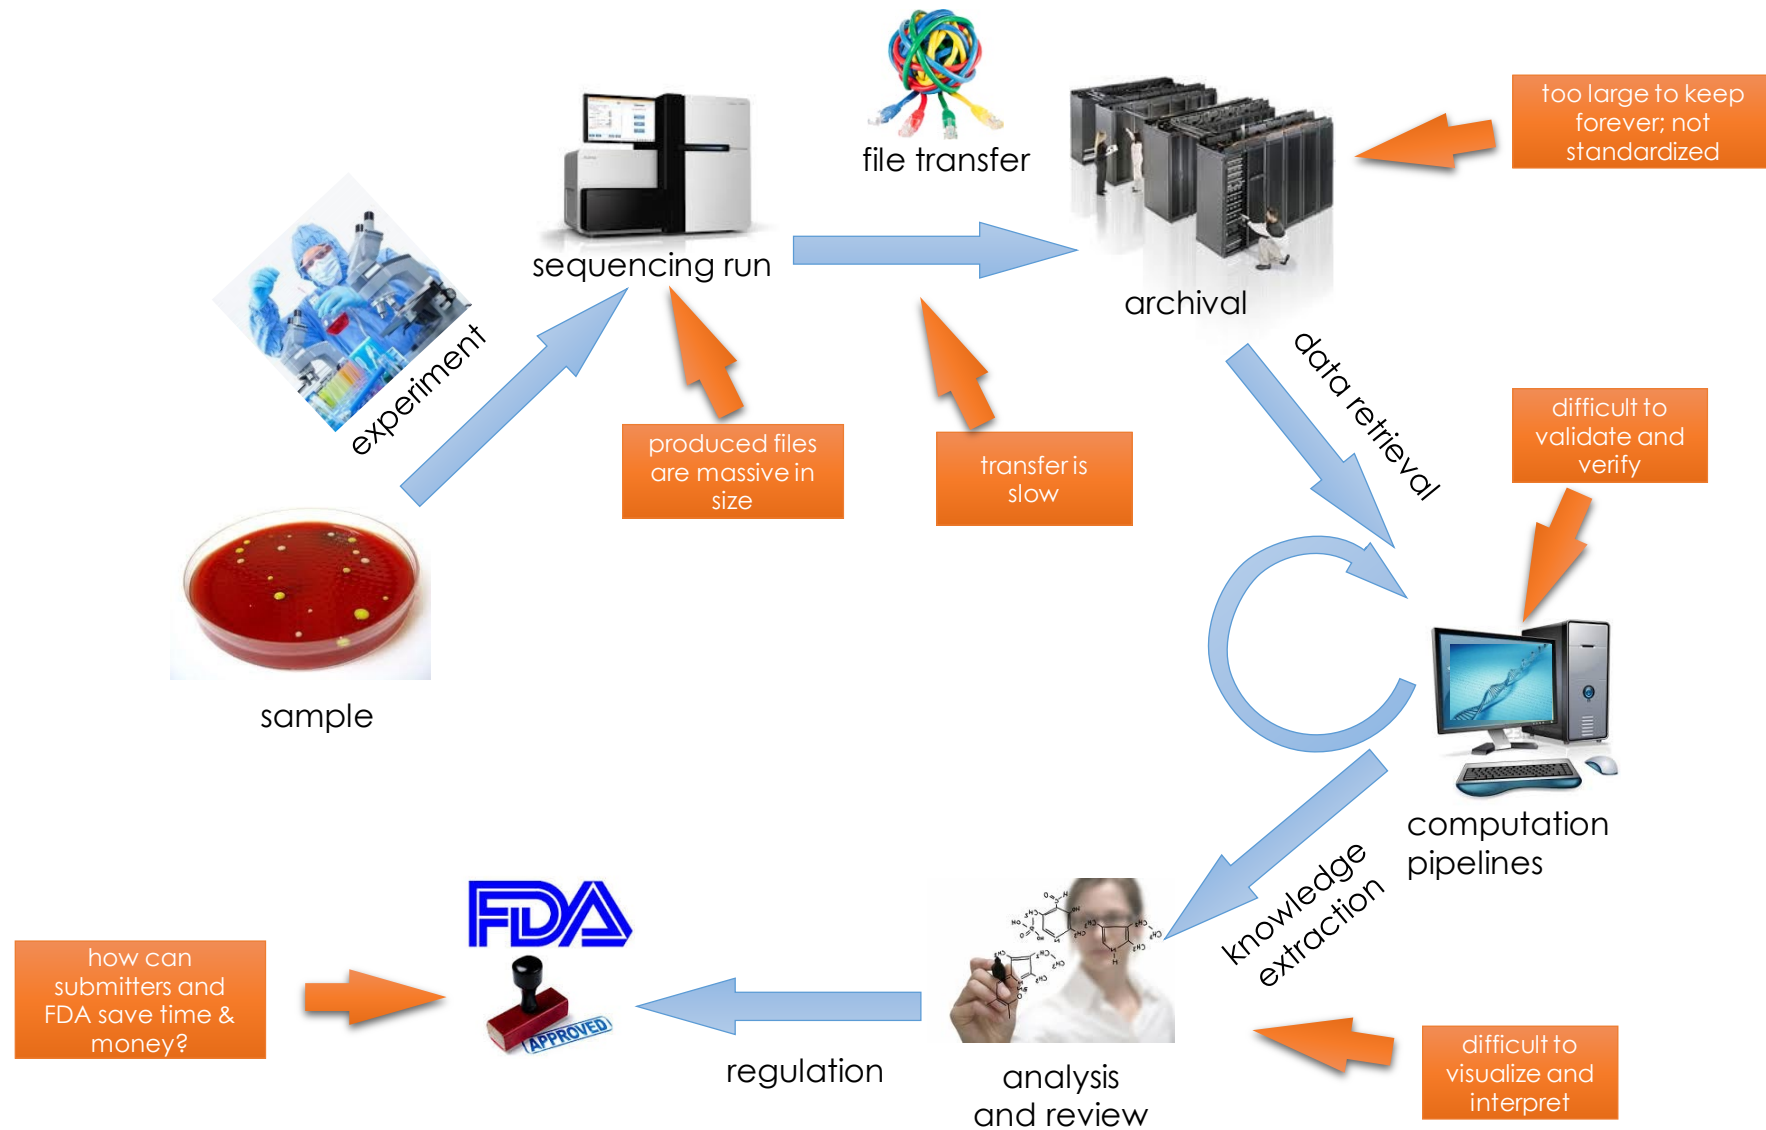 file transfer
too large to keep
forever; not
standardized
sequencing run
archival
experiment
data retrieval
produced files
are massive in
size
transfer is
slow
difficult to
validate and
verify
sample
computation
pipelines
knowledge
extraction
FDA
how can
submitters and
FDA save time &
money?
APPROVED
regulation
analysis
and review
difficult to
visualize and
interpret